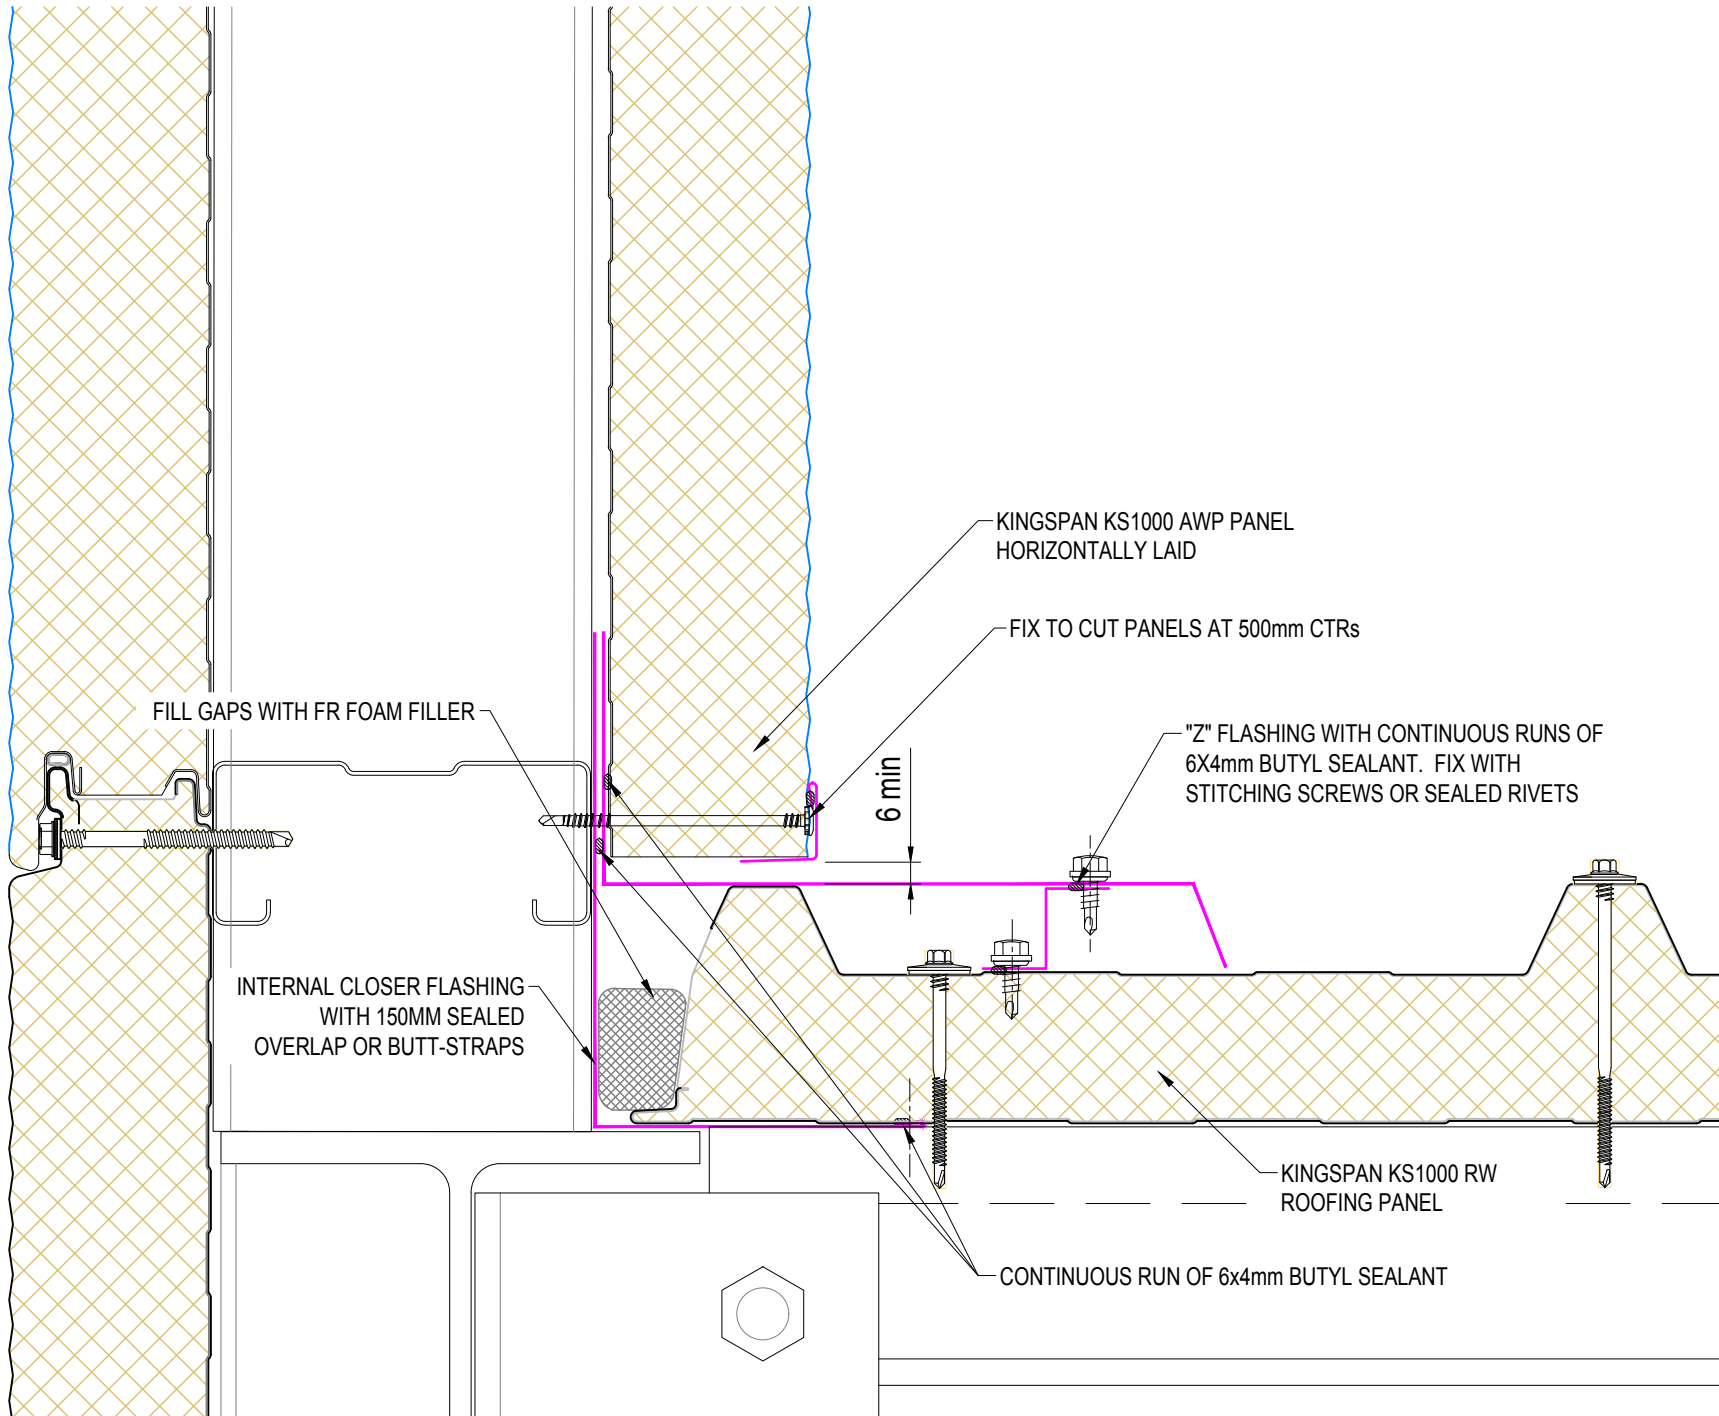 KINGSPAN KS1000 AWP PANEL
HORIZONTALLY LAID
FIX TO CUT PANELS AT 500mm CTRs
FILL GAPS WITH FR FOAM FILLER
"Z" FLASHING WITH CONTINUOUS RUNS OF
6X4mm BUTYL SEALANT. FIX WITH
STITCHING SCREWS OR SEALED RIVETS
6 min
INTERNAL CLOSER FLASHING
WITH 150MM SEALED
OVERLAP OR BUTT-STRAPS
KINGSPAN KS1000 RW
ROOFING PANEL
CONTINUOUS RUN OF 6x4mm BUTYL SEALANT